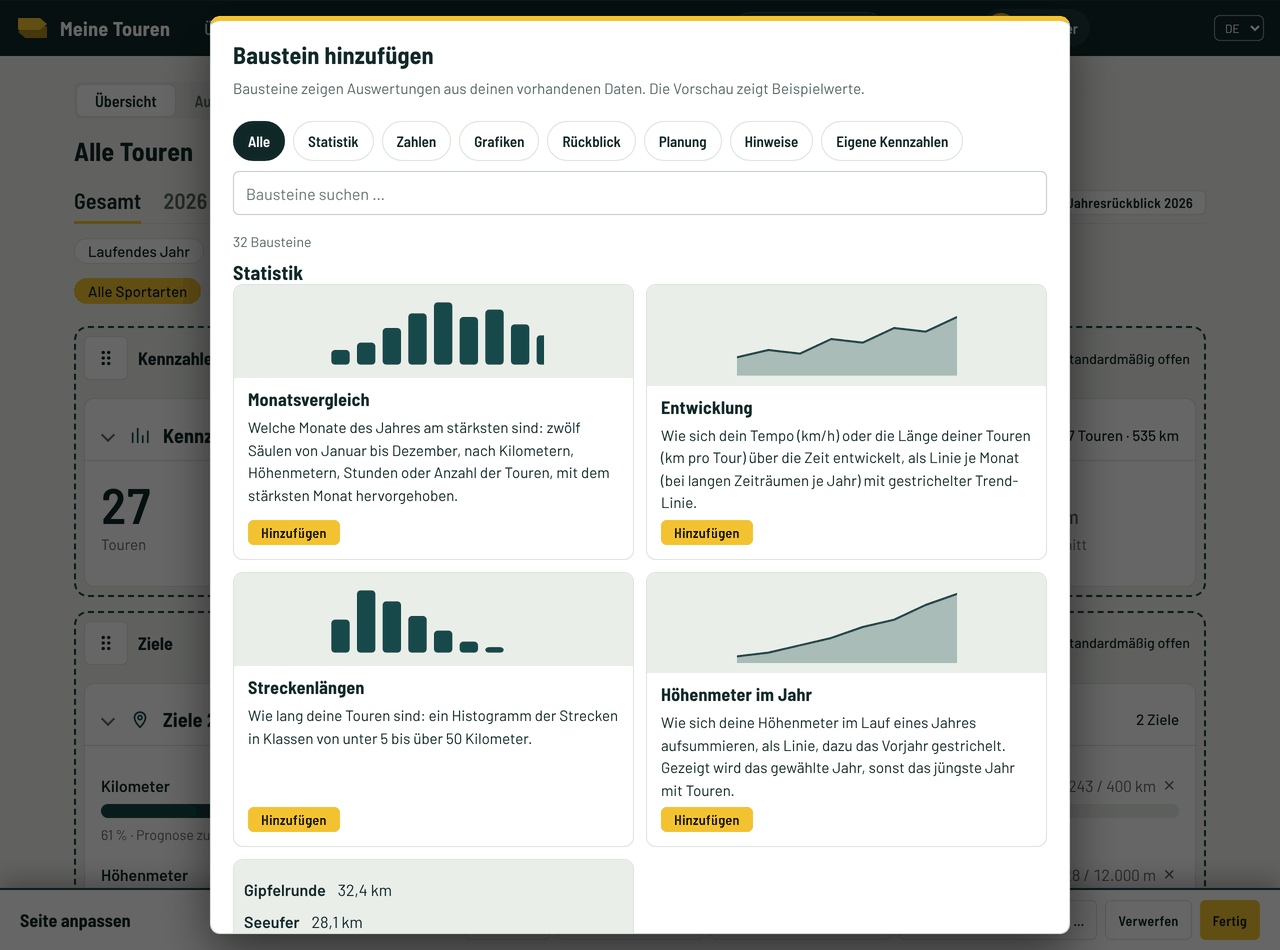 Meine Touren
DE
Baustein hinzufügen
Bausteine zeigen Auswertungen aus deinen vorhandenen Daten. Die Vorschau zeigt Beispielwerte.
Übersicht
Alle Statistik Zahlen Grafiken Rückblick Planung Hinweise Eigene Kennzahlen
Alle Touren
Bausteine suchen ...
Gesamt 2026
Jahresrückblick 2026
32 Bausteine
Laufendes Jahr
Statistik
Alle Sportarten
Monatsvergleich
Welche Monate des Jahres am stärksten sind: zwölf
Säulen von Januar bis Dezember, nach Kilometern,
Höhenmetern, Stunden oder Anzahl der Touren, mit dem
stärksten Monat hervorgehoben.
Hinzufügen
Entwicklung
Wie sich dein Tempo (km/h) oder die Länge deiner Touren
(km pro Tour) über die Zeit entwickelt, als Linie je Monat
(bei langen Zeiträumen je Jahr) mit gestrichelter Trend-
Linie.
Hinzufügen
27
Touren
Touren · 535 km
Streckenlängen
Wie lang deine Touren sind: ein Histogramm der Strecken
in Klassen von unter 5 bis über 50 Kilometer.
Hinzufügen
Höhenmeter im Jahr
Wie sich deine Höhenmeter im Lauf eines Jahres
aufsummieren, als Linie, dazu das Vorjahr gestrichelt.
Gezeigt wird das gewählte Jahr, sonst das jüngste Jahr
mit Touren.
Hinzufügen
Ziele
Ziele
2 Ziele
Kilometer
243 / 400 km
61 % · Prognose
Höhenmeter
/ 12.000 m
Gipfelrunde 32,4 km
Seeufer 28,1 km
Seite anpassen
... Verwerfen Fertig